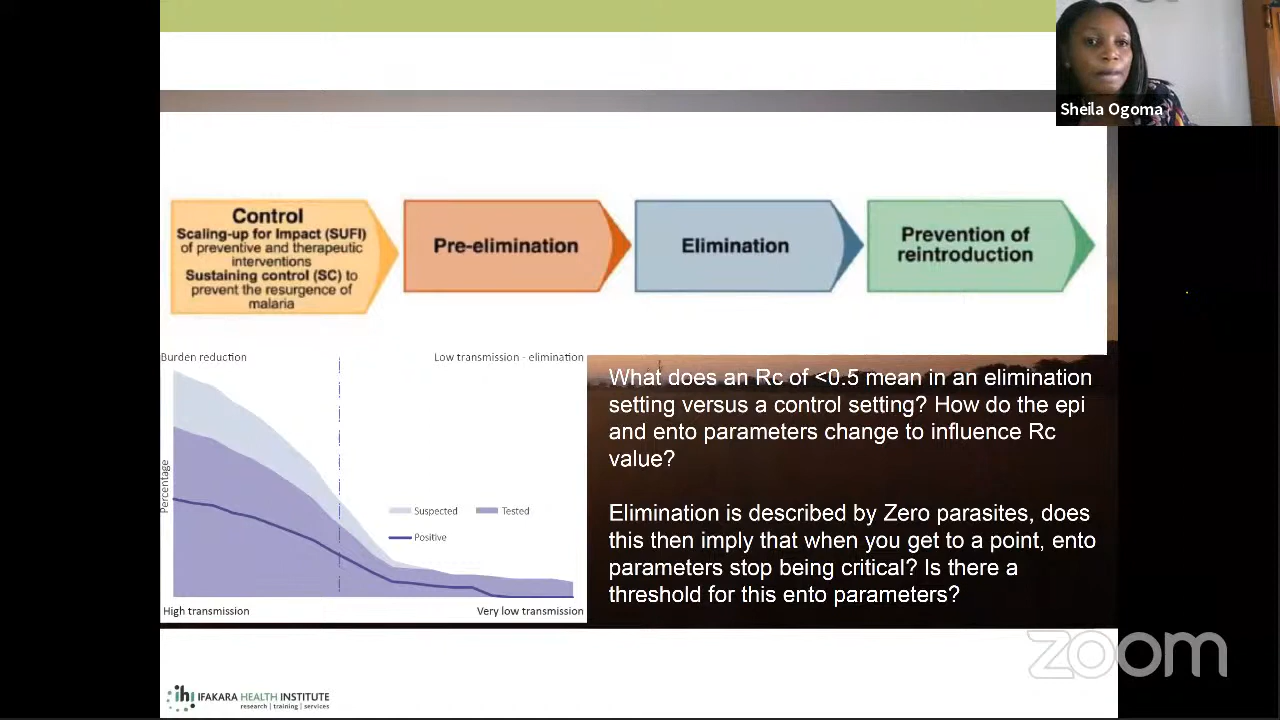 Sheila Ogoma
Control
Scaling-up for Impact (SUFI)
of preventive and therapeutic
interventions
Sustaining control (SC) to
prevent the resurgence of
malaria
Pre-elimination
Elimination
Prevention of
reintroduction
Burden reduction
Low transmission - elimination
Percentage
Suspected
Tested
Positive
High transmission
Very low transmission
What does an Rc of <0.5 mean in an elimination
setting versus a control setting? How do the epi
and ento parameters change to influence Rc
value?
Elimination is described by Zero parasites, does
this then imply that when you get to a point, ento
parameters stop being critical? Is there a
threshold for this ento parameters?
zoom
ihi IFAKARA HEALTH INSTITUTE
research | training | services